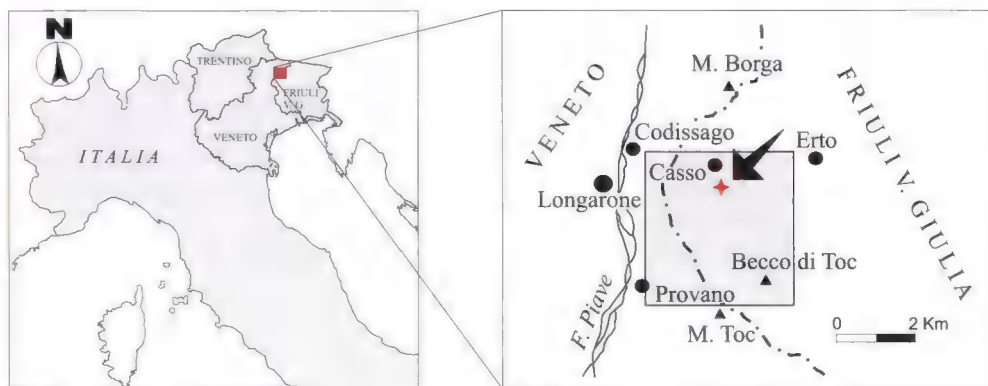 N
TRENTINO
FRIULI
V. G.
VENETO
ITALIA
VENETO
M. Borga
FRIULI V. GIULIA
Codissago
Erto
Casso
Longarone
Becco di Toc
Provano
F. Piave
M. Toc
0 2 Km